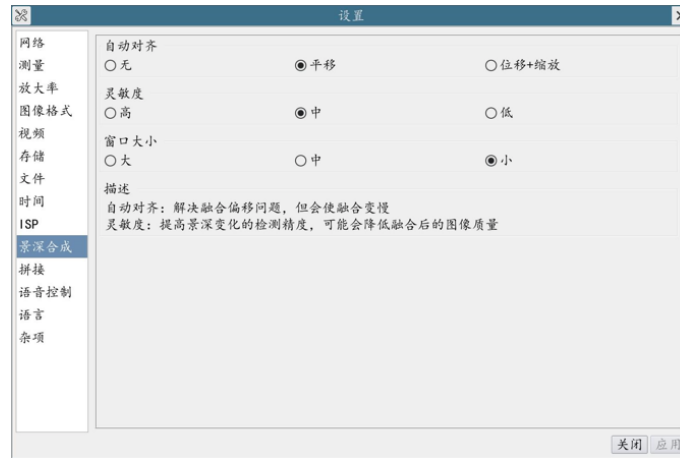 设置
网络
测量
放大率
图像格式
视频
存储
文件
时间
ISP
景深合成
拼接
语音控制
语言
杂项
自动对齐
无 平移 位移+缩放
灵敏度
高 中 低
窗口大小
大 中 小
描述
自动对齐：解决融合偏移问题，但会使融合变慢
灵敏度：提高景深变化的检测精度，可能会降低融合后的图像质量
关闭 应用